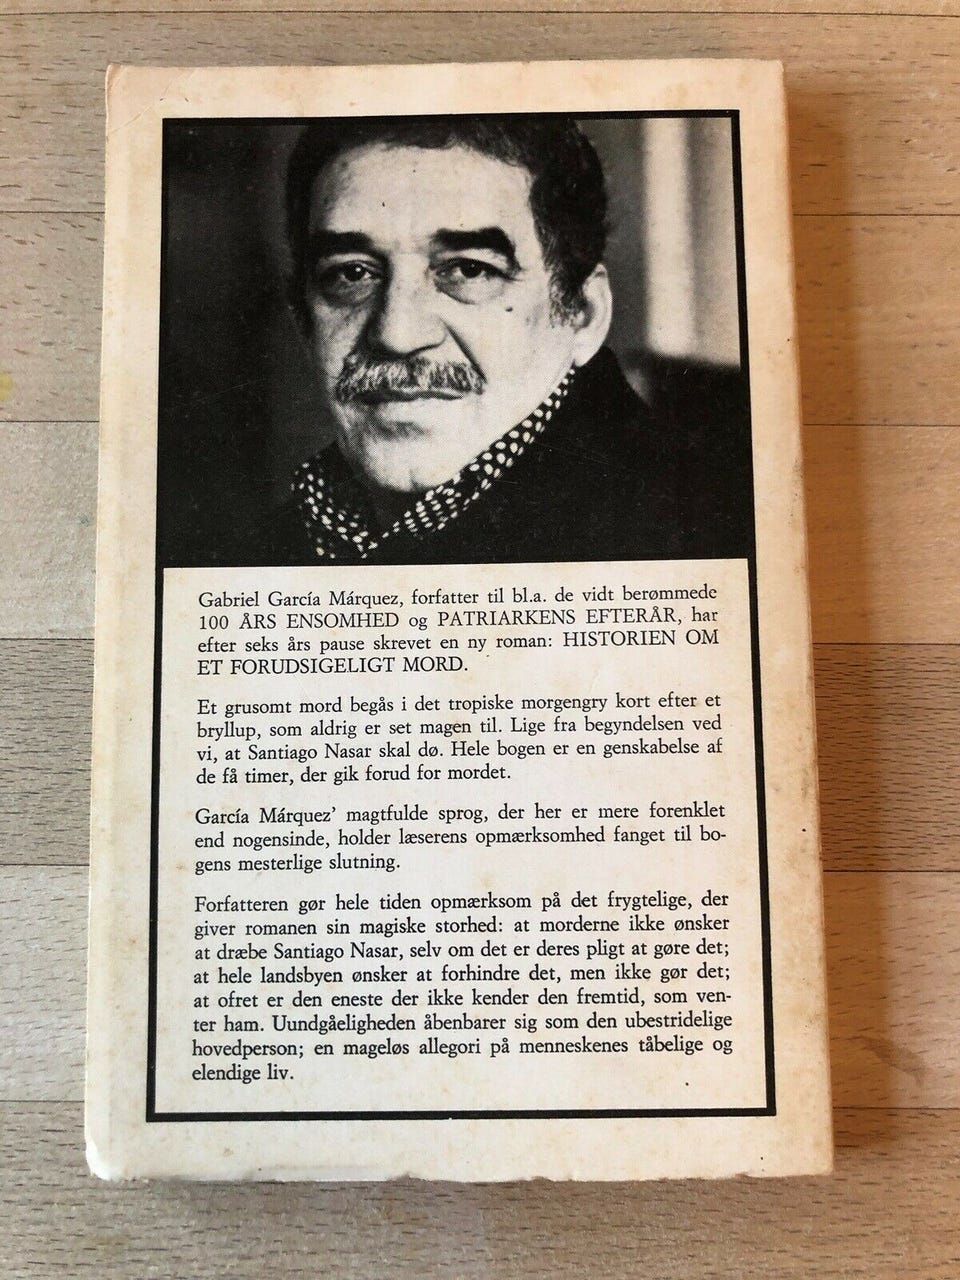 Gabriel García Márquez, forfatter til bl.a. de vidt berømmede
100 ÅRS ENSOMHED og PATRIARKENS EFTERÅR, har
efter seks års pause skrevet en ny roman: HISTORIEN OM
ET FORUDSIGELIGT MORD.
Et grusomt mord begås i det tropiske morgengry kort efter et
bryllup, som aldrig er set magen til. Lige fra begyndelsen ved
vi, at Santiago Nasar skal dø. Hele bogen er en genskabelse af
de få timer, der gik forud for mordet.
García Márquez' magtfulde sprog, der her er mere forenklet
end nogensinde, holder læserens opmærksomhed fanget til bo-
gens mesterlige slutning.
Forfatteren gør hele tiden opmærksom på det frygtelige, der
giver romanen sin magiske storhed: at morderne ikke ønsker
at dræbe Santiago Nasar, selv om det er deres pligt at gøre det;
at hele landsbyen ønsker at forhindre det, men ikke gør det;
at ofret er den eneste der ikke kender den fremtid, som ven-
ter ham. Uundgåeligheden åbenbarer sig som den ubestridelige
hovedperson; en mageløs allegori på menneskenes tåbelige og
elendige liv.